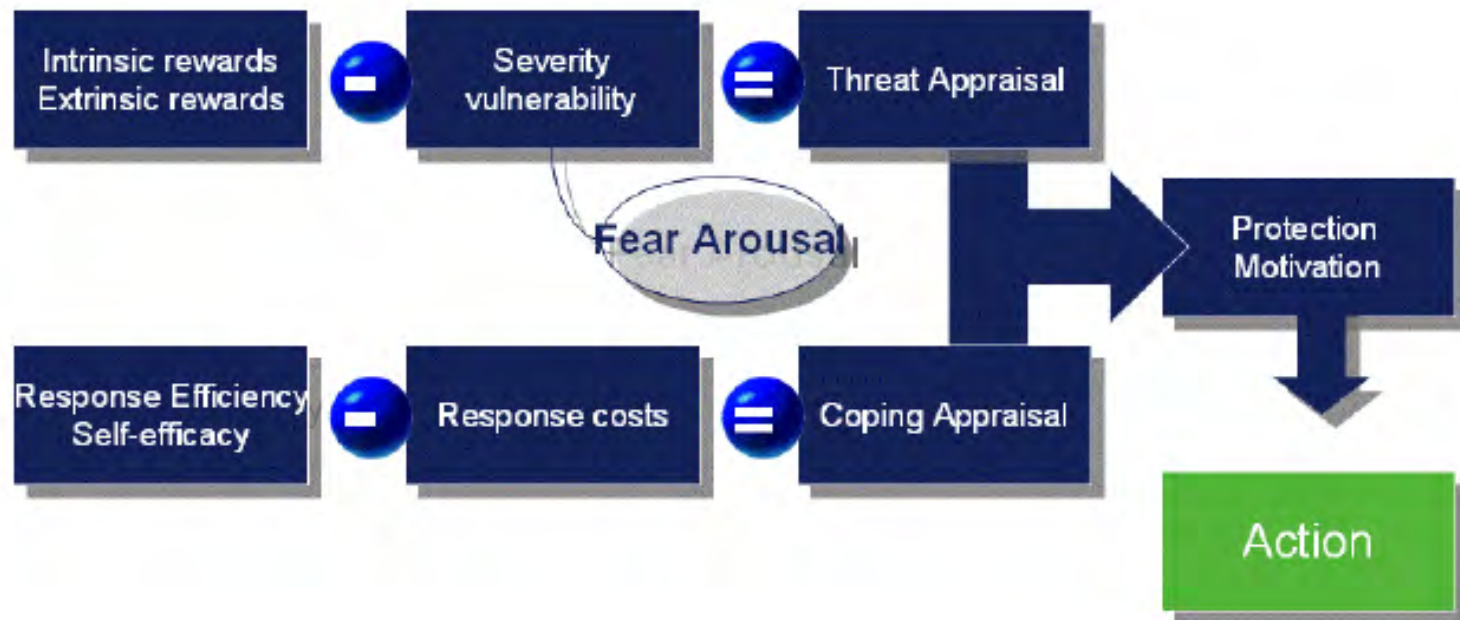 Intrinsic rewards
Extrinsic rewards
-
Severity
vulnerability
=
Threat Appraisal
Fear Arousal
Protection
Motivation
Response Efficiency
Self-efficacy
-
Response costs
=
Coping Appraisal
Action